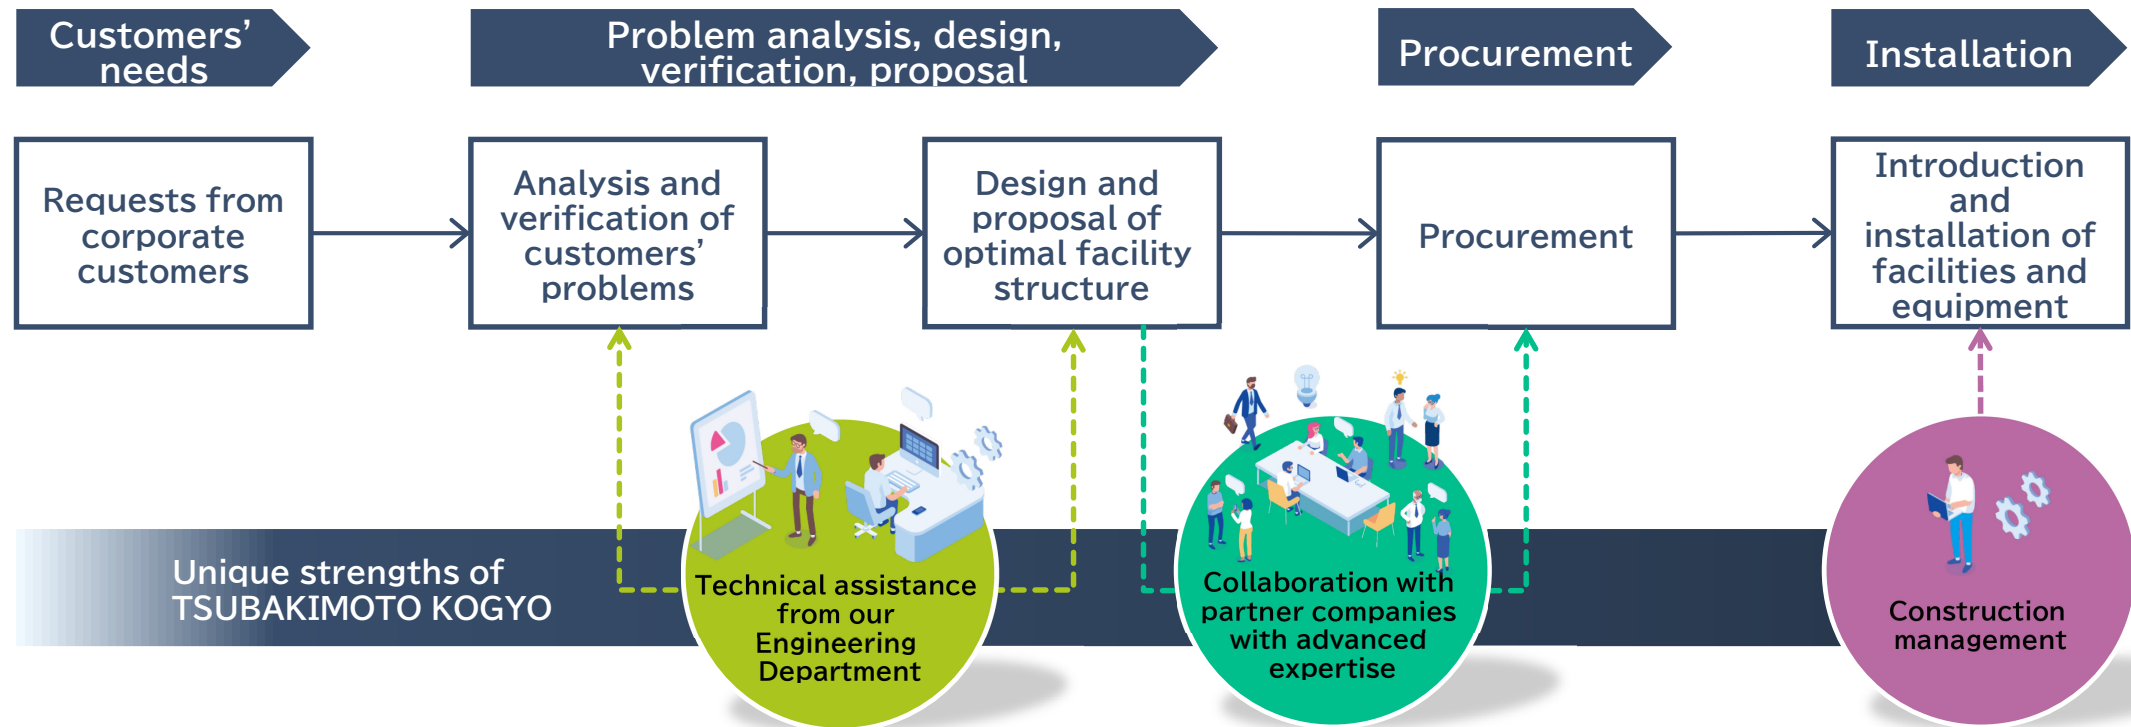 Customers’
needs
Problem analysis, design,
verification, proposal
Procurement
Installation
Requests from
corporate
customers
Analysis and
verification of
customers’
problems
Design and
proposal of
optimal facility
structure
Procurement
Introduction
and
installation of
facilities and
equipment
Unique strengths of
TSUBAKIMOTO KOGYO
Technical assistance
from our
Engineering
Department
Collaboration with
partner companies
with advanced
expertise
Construction
management